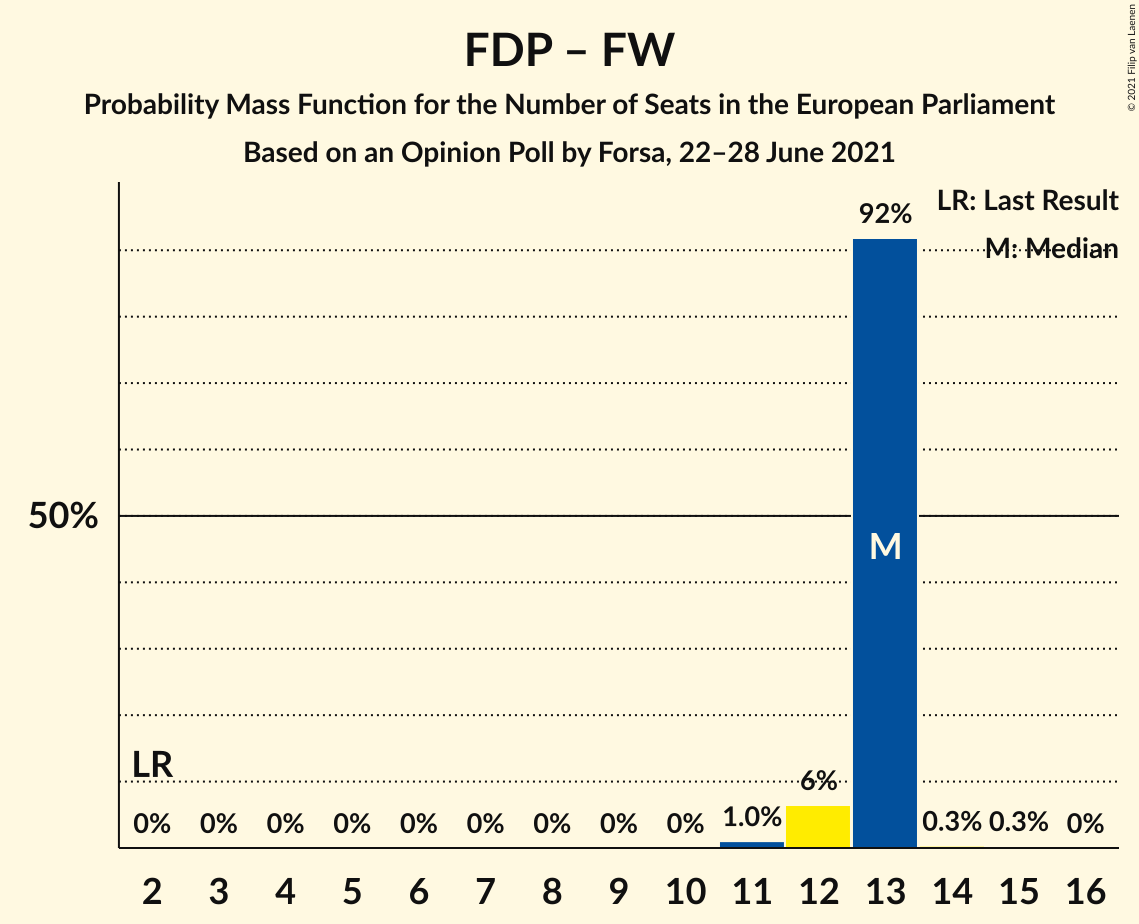 FDP – FW
Probability Mass Function for the Number of Seats in the European Parliament
Based on an Opinion Poll by Forsa, 22–28 June 2021
© 2021 Filip van Laenen
LR: Last Result
M: Median
92%
50%
M
LR
0% 0% 0% 0% 0% 0% 0% 0% 0% 1.0% 6% 0.3% 0.3% 0%
2 3 4 5 6 7 8 9 10 11 12 13 14 15 16